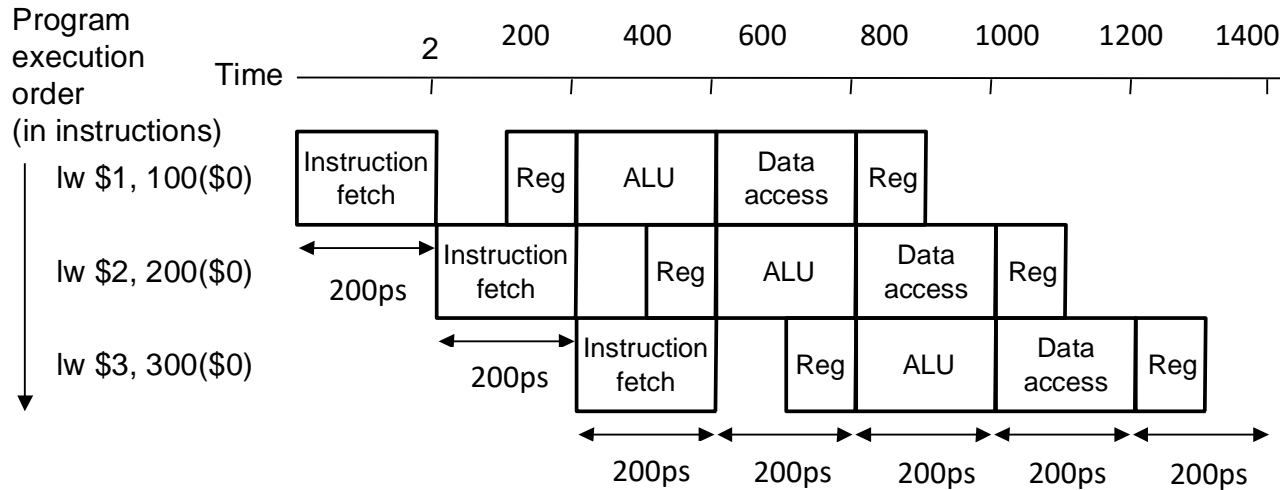 Program
execution
order
(in instructions)
Time
2 200 400 600 800 1000 1200 1400
lw $1, 100($0)
Instruction
fetch
Reg
ALU
Data
access
Reg
200ps
lw $2, 200($0)
Instruction
fetch
Reg
ALU
Data
access
Reg
200ps
lw $3, 300($0)
Instruction
fetch
Reg
ALU
Data
access
Reg
200ps 200ps 200ps 200ps 200ps